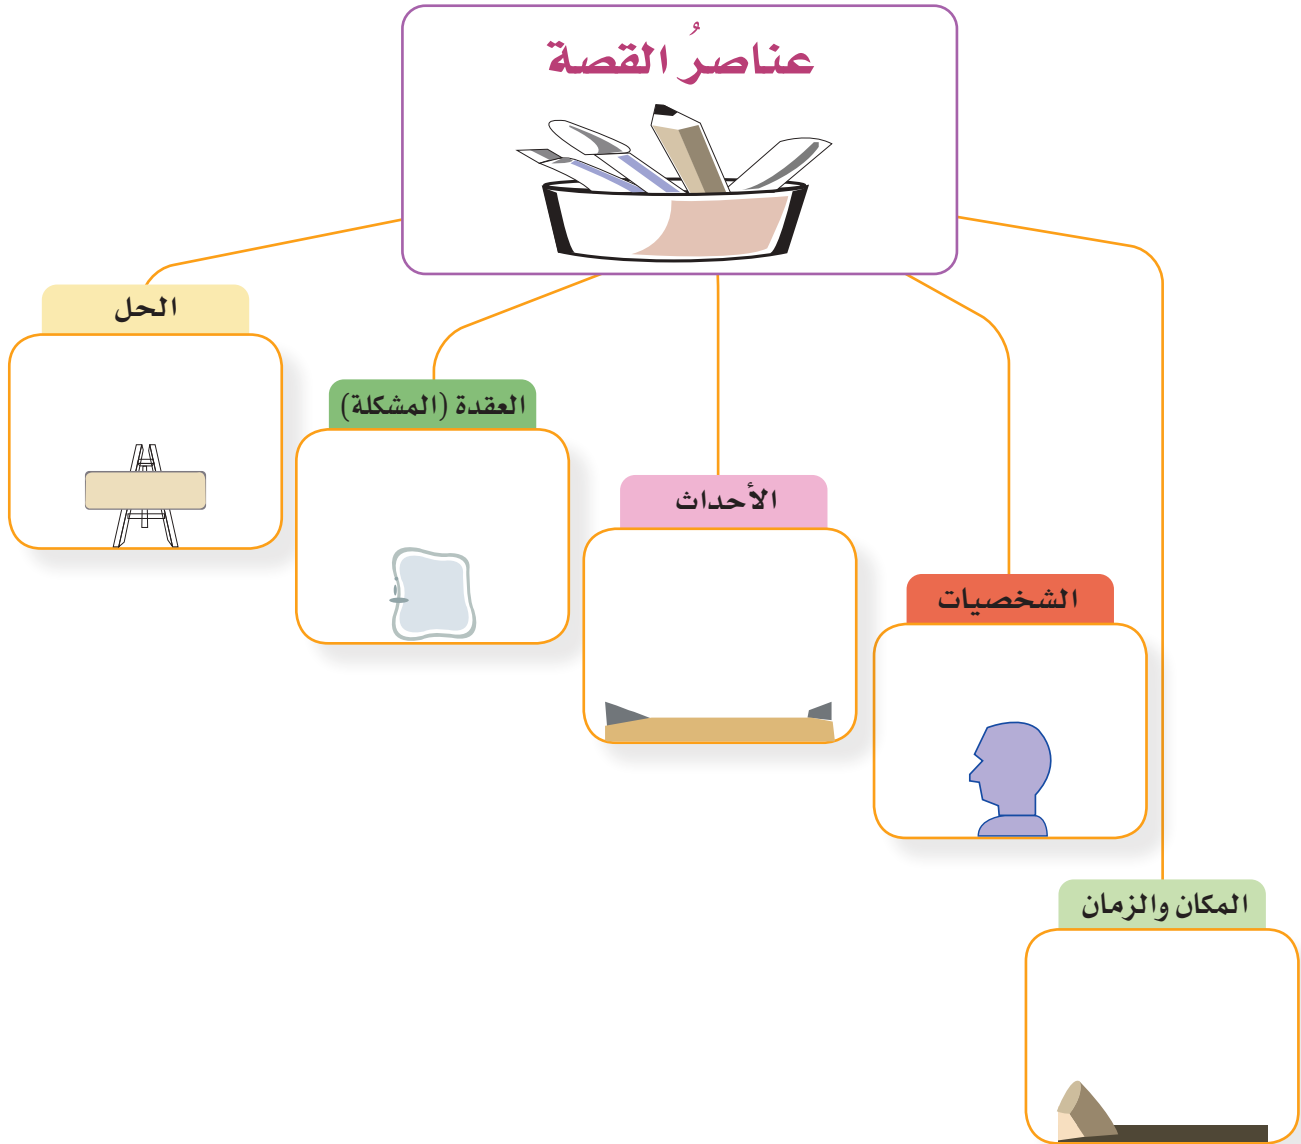 عناصرُ القصة
المكان والزمان
الشخصيات
الأحداث
العقدة (المشكلة)
الحل